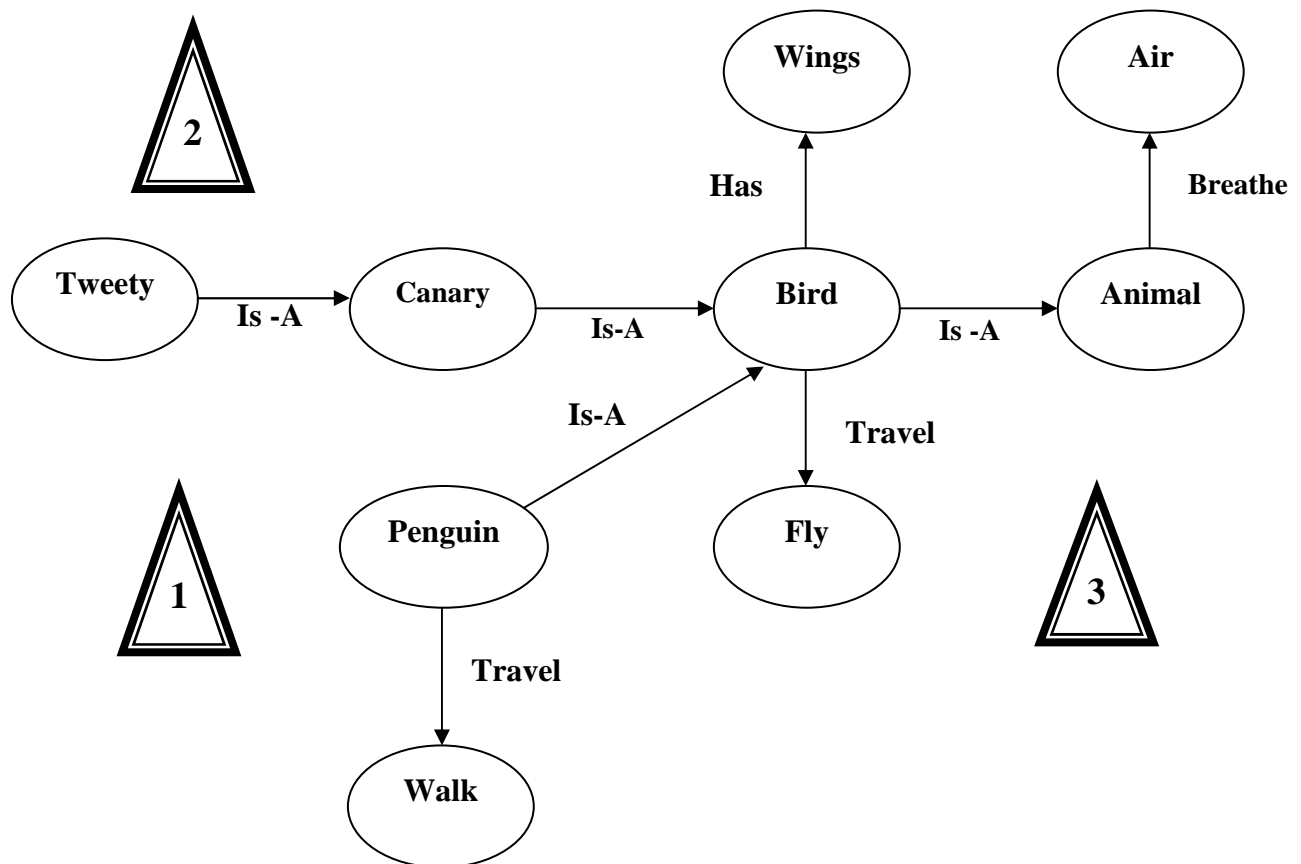 Wings
Air
2
Has
Breathe
Tweety
Canary
Bird
Animal
Is -A
Is-A
Is -A
Is-A
Travel
Penguin
Fly
1
3
Travel
Walk